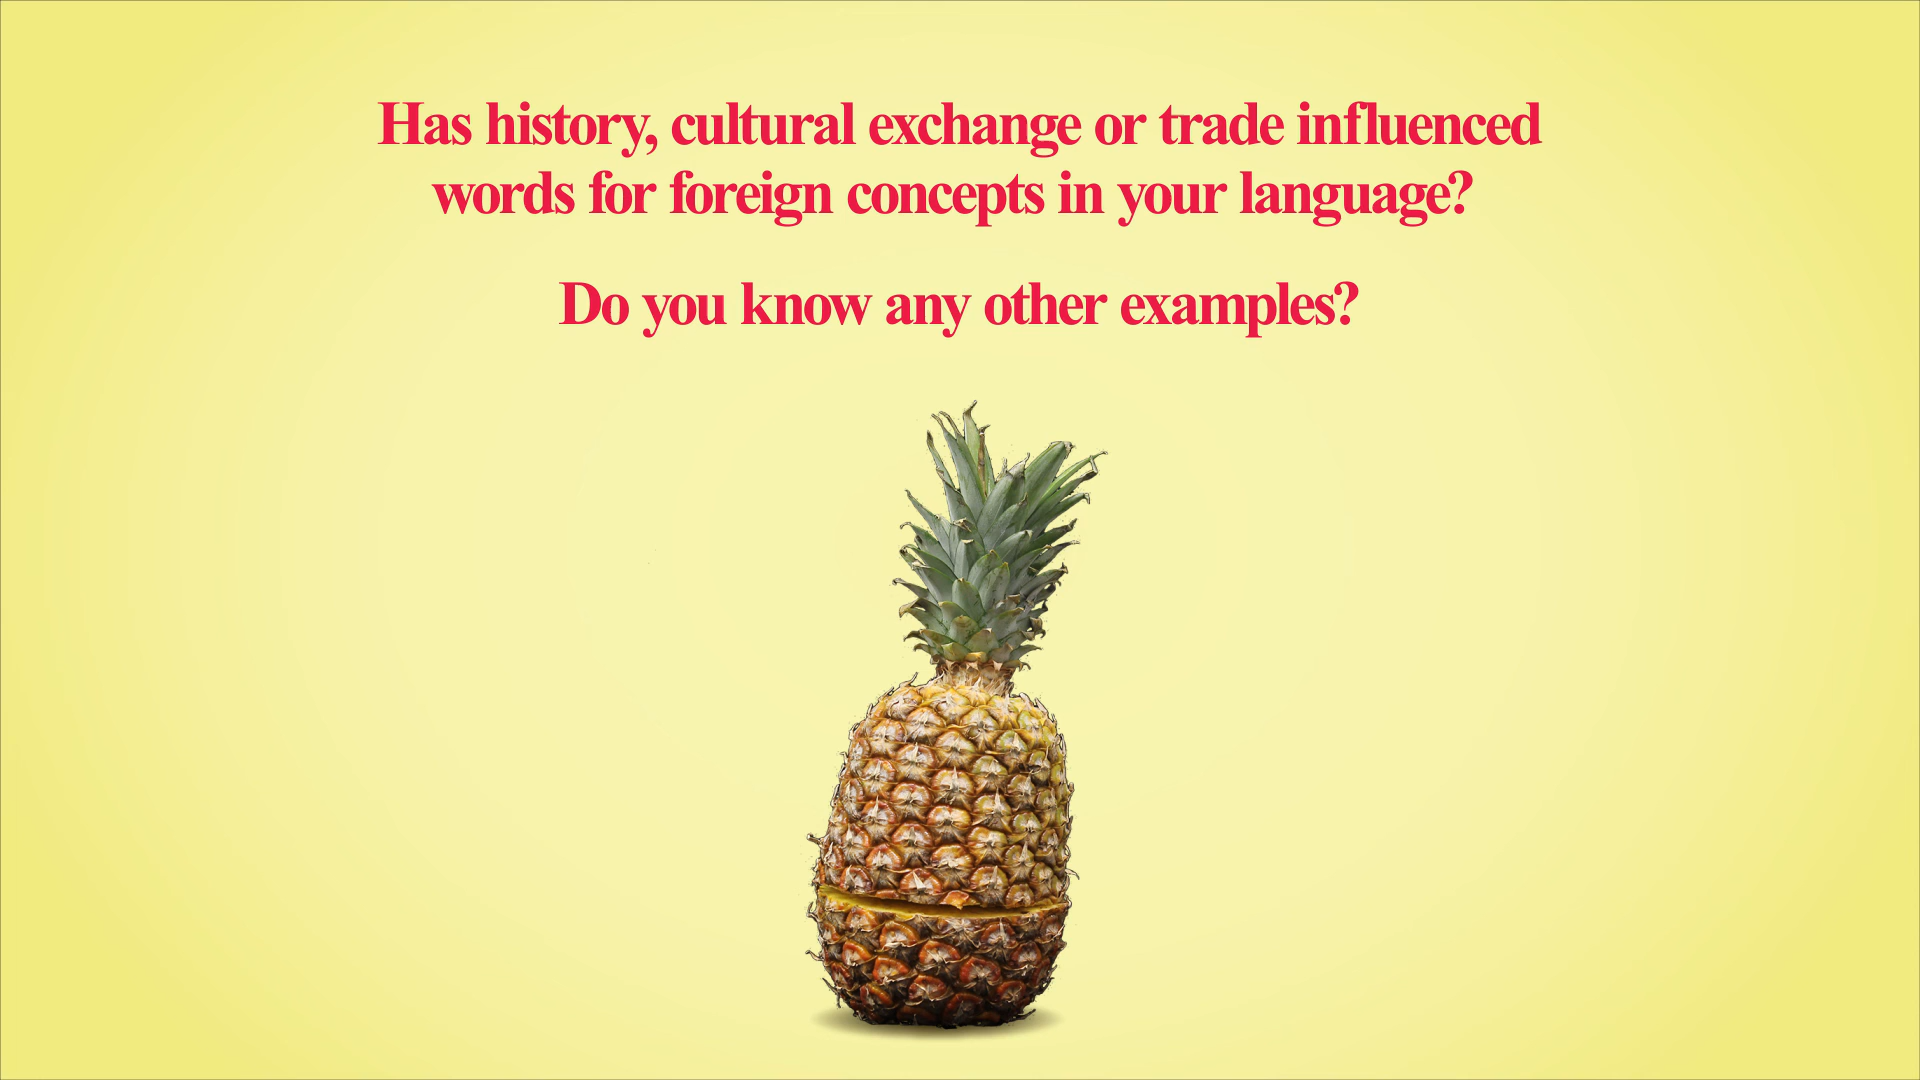 Has history, cultural exchange or trade influenced
words for foreign concepts in your language?
Do you know any other examples?